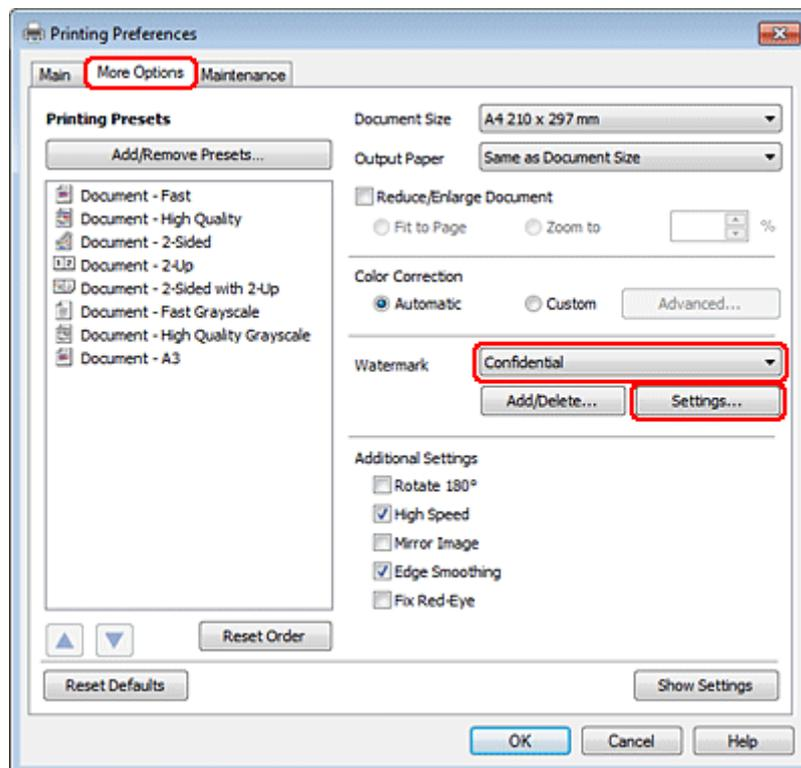 Printing Preferences
Main More Options Maintenance
Printing Presets
Add/Remove Presets...
Document - Fast
Document - High Quality
Document - 2-Sided
Document - 2-Up
Document - 2-Sided with 2-Up
Document - Fast Grayscale
Document - High Quality Grayscale
Document - A3
Reset Order
Document Size A4 210 x 297 mm
Output Paper Same as Document Size
Reduce/Enlarge Document
Fit to Page Zoom to %
Color Correction
Automatic Custom Advanced...
Watermark Confidential
Add/Delete... Settings...
Additional Settings
Rotate 180°
High Speed
Mirror Image
Edge Smoothing
Fix Red-Eye
Reset Defaults Show Settings
OK Cancel Help